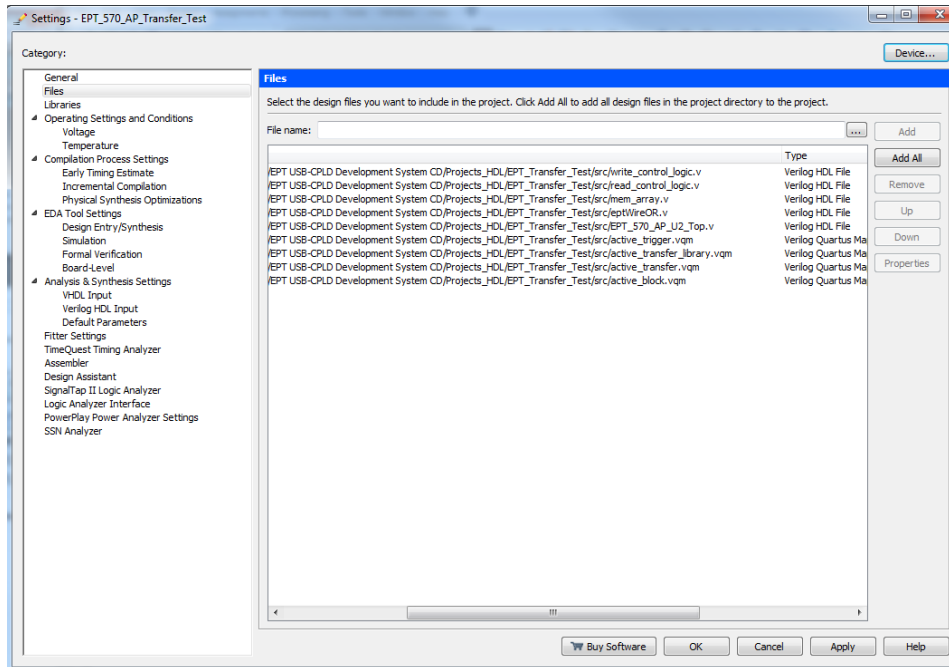 Settings - EPT_570_AP_Transfer_Test
Category:
Device...
General
Files
Libraries
Operating Settings and Conditions
Voltage
Temperature
Compilation Process Settings
Early Timing Estimate
Incremental Compilation
Physical Synthesis Optimizations
EDA Tool Settings
Design Entry/Synthesis
Simulation
Formal Verification
Board-Level
Analysis & Synthesis Settings
VHDL Input
Verilog HDL Input
Default Parameters
Fitter Settings
TimeQuest Timing Analyzer
Assembler
Design Assistant
SignalTap II Logic Analyzer
Logic Analyzer Interface
PowerPlay Power Analyzer Settings
SSN Analyzer
Files
Select the design files you want to include in the project. Click Add All to add all design files in the project directory to the project.
File name:
...
Add
Type
Add All
/EPT USB-CPLD Development System CD/Projects_HDL/EPT_Transfer_Test/src/write_control_logic.v Verilog HDL File
/EPT USB-CPLD Development System CD/Projects_HDL/EPT_Transfer_Test/src/read_control_logic.v Verilog HDL File
/EPT USB-CPLD Development System CD/Projects_HDL/EPT_Transfer_Test/src/mem_array.v Verilog HDL File
/EPT USB-CPLD Development System CD/Projects_HDL/EPT_Transfer_Test/src/eptWireOR.v Verilog HDL File
/EPT USB-CPLD Development System CD/Projects_HDL/EPT_Transfer_Test/src/EPT_570_AP_U2_Top.v Verilog HDL File
/EPT USB-CPLD Development System CD/Projects_HDL/EPT_Transfer_Test/src/active_trigger.vqm Verilog Quartus Ma
/EPT USB-CPLD Development System CD/Projects_HDL/EPT_Transfer_Test/src/active_transfer_library.vqm Verilog Quartus Ma
/EPT USB-CPLD Development System CD/Projects_HDL/EPT_Transfer_Test/src/active_transfer.vqm Verilog Quartus Ma
/EPT USB-CPLD Development System CD/Projects_HDL/EPT_Transfer_Test/src/active_block.vqm Verilog Quartus Ma
Remove
Up
Down
Properties
Buy Software
OK
Cancel
Apply
Help